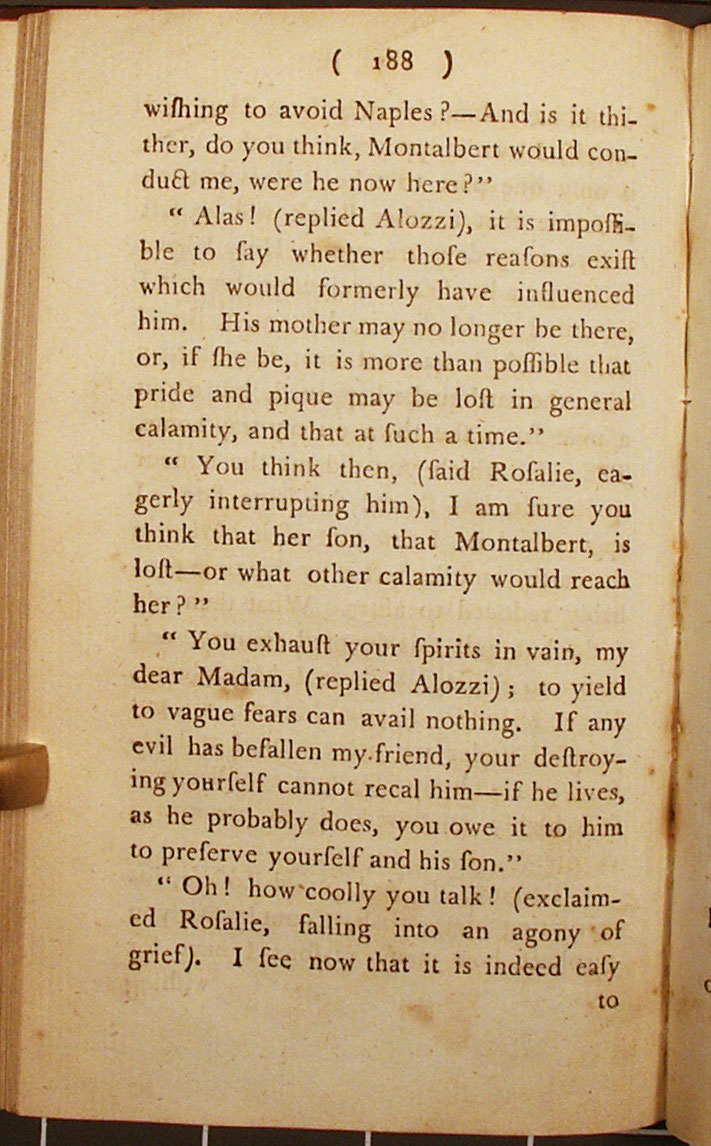 ( 188 )
wiſhing to avoid Naples?—And is it thi-
ther, do you think, Montalbert would con-
duct me, were he now here?"
" Alas! (replied Alozzi), it is impoſſi-
ble to ſay whether thoſe reaſons exiſt
which would formerly have influenced
him. His mother may no longer be there,
or, if ſhe be, it is more than poſſible that
pride and pique may be loſt in general
calamity, and that at ſuch a time."
" You think then, (ſaid Roſalie, ea-
gerly interrupting him), I am ſure you
think that her ſon, that Montalbert, is
loſt—or what other calamity would reach
her?"
" You exhauſt your ſpirits in vain, my
dear Madam, (replied Alozzi); to yield
to vague fears can avail nothing. If any
evil has befallen my friend, your deſtroy-
ing yourſelf cannot recal him—if he lives,
as he probably does, you owe it to him
to preſerve yourſelf and his ſon."
" Oh! how coolly you talk! (exclaim-
ed Roſalie, falling into an agony of
grief). I ſee now that it is indeed eaſy
to